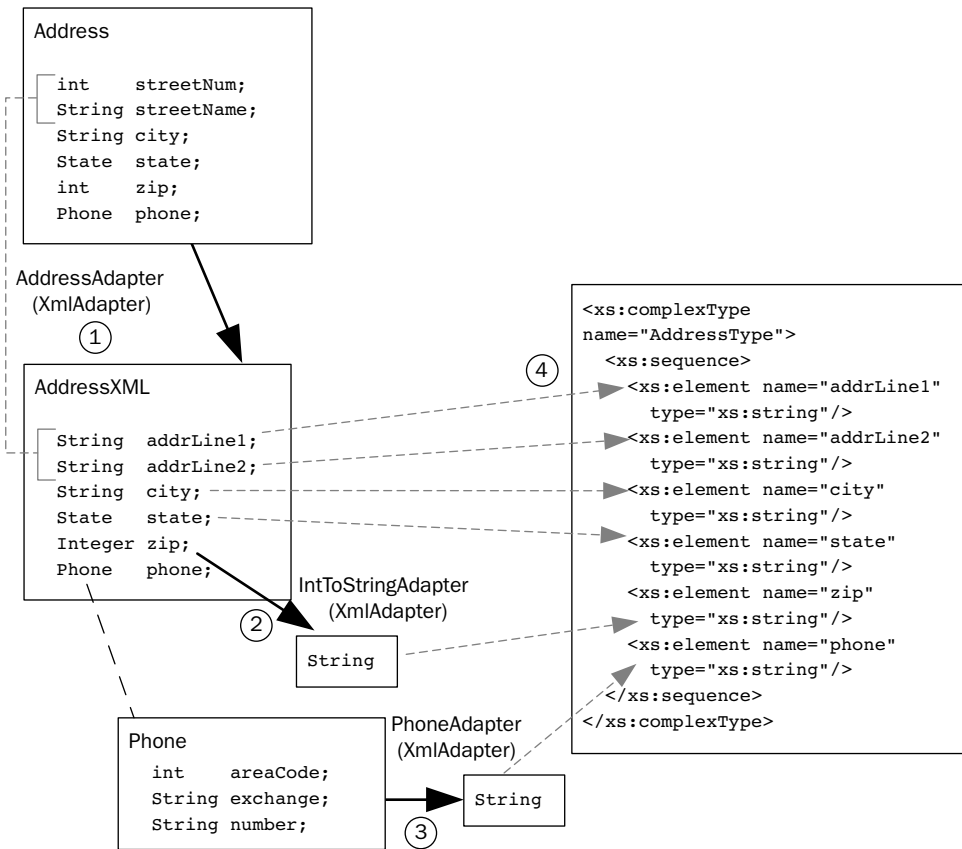 Address
int streetNum;
String streetName;
String city;
State state;
int zip;
Phone phone;
AddressAdapter
(XmlAdapter)
1
AddressXML
String addrLine1;
String addrLine2;
String city;
State state;
Integer zip;
Phone phone;
IntToStringAdapter
(XmlAdapter)
2
String
Phone
int areaCode;
String exchange;
String number;
PhoneAdapter
(XmlAdapter)
3
String
4
<xs:complexType
name="AddressType">
<xs:sequence>
<xs:element name="addrLine1"
type="xs:string"/>
<xs:element name="addrLine2"
type="xs:string"/>
<xs:element name="city"
type="xs:string"/>
<xs:element name="state"
type="xs:string"/>
<xs:element name="zip"
type="xs:string"/>
<xs:element name="phone"
type="xs:string"/>
</xs:sequence>
</xs:complexType>